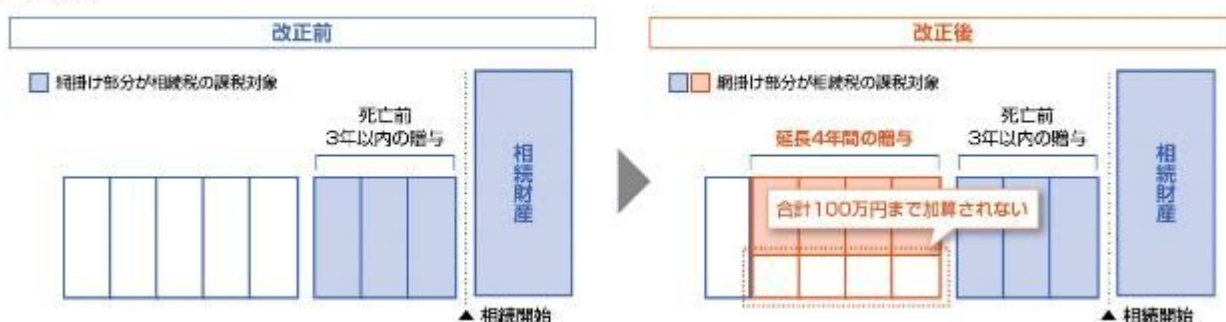 改正前
網掛け部分が相続税の課税対象
死亡前
3年以内の贈与
相続財産
▲ 相続開始
改正後
網掛け部分が相続税の課税対象
延長4年間の贈与
死亡前
3年以内の贈与
合計100万円まで加算されない
相続財産
▲ 相続開始